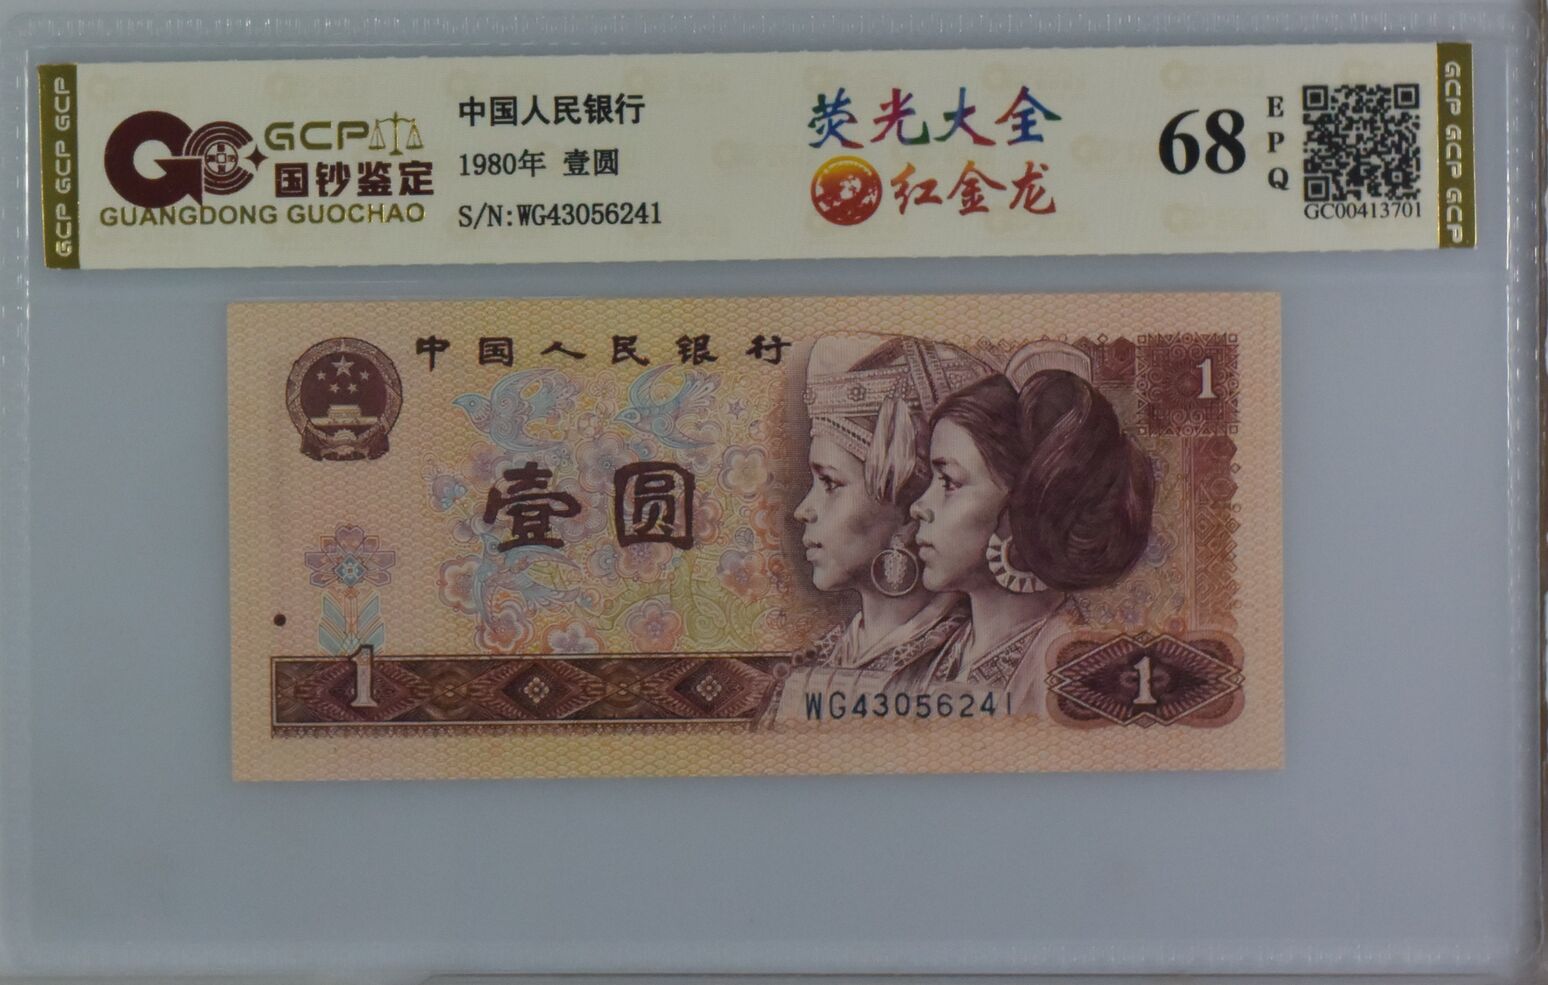 GCP GCP GCP
GCP
国钞鉴定
GUANGDONG GUOCHAO
中国人民银行
1980年 壹圆
S/N:WG43056241
荧光大全
红金龙
68
EPQ
GC00413701
GCP GCP GCP
中国人民银行
1
壹圆
1
WG43056241
1